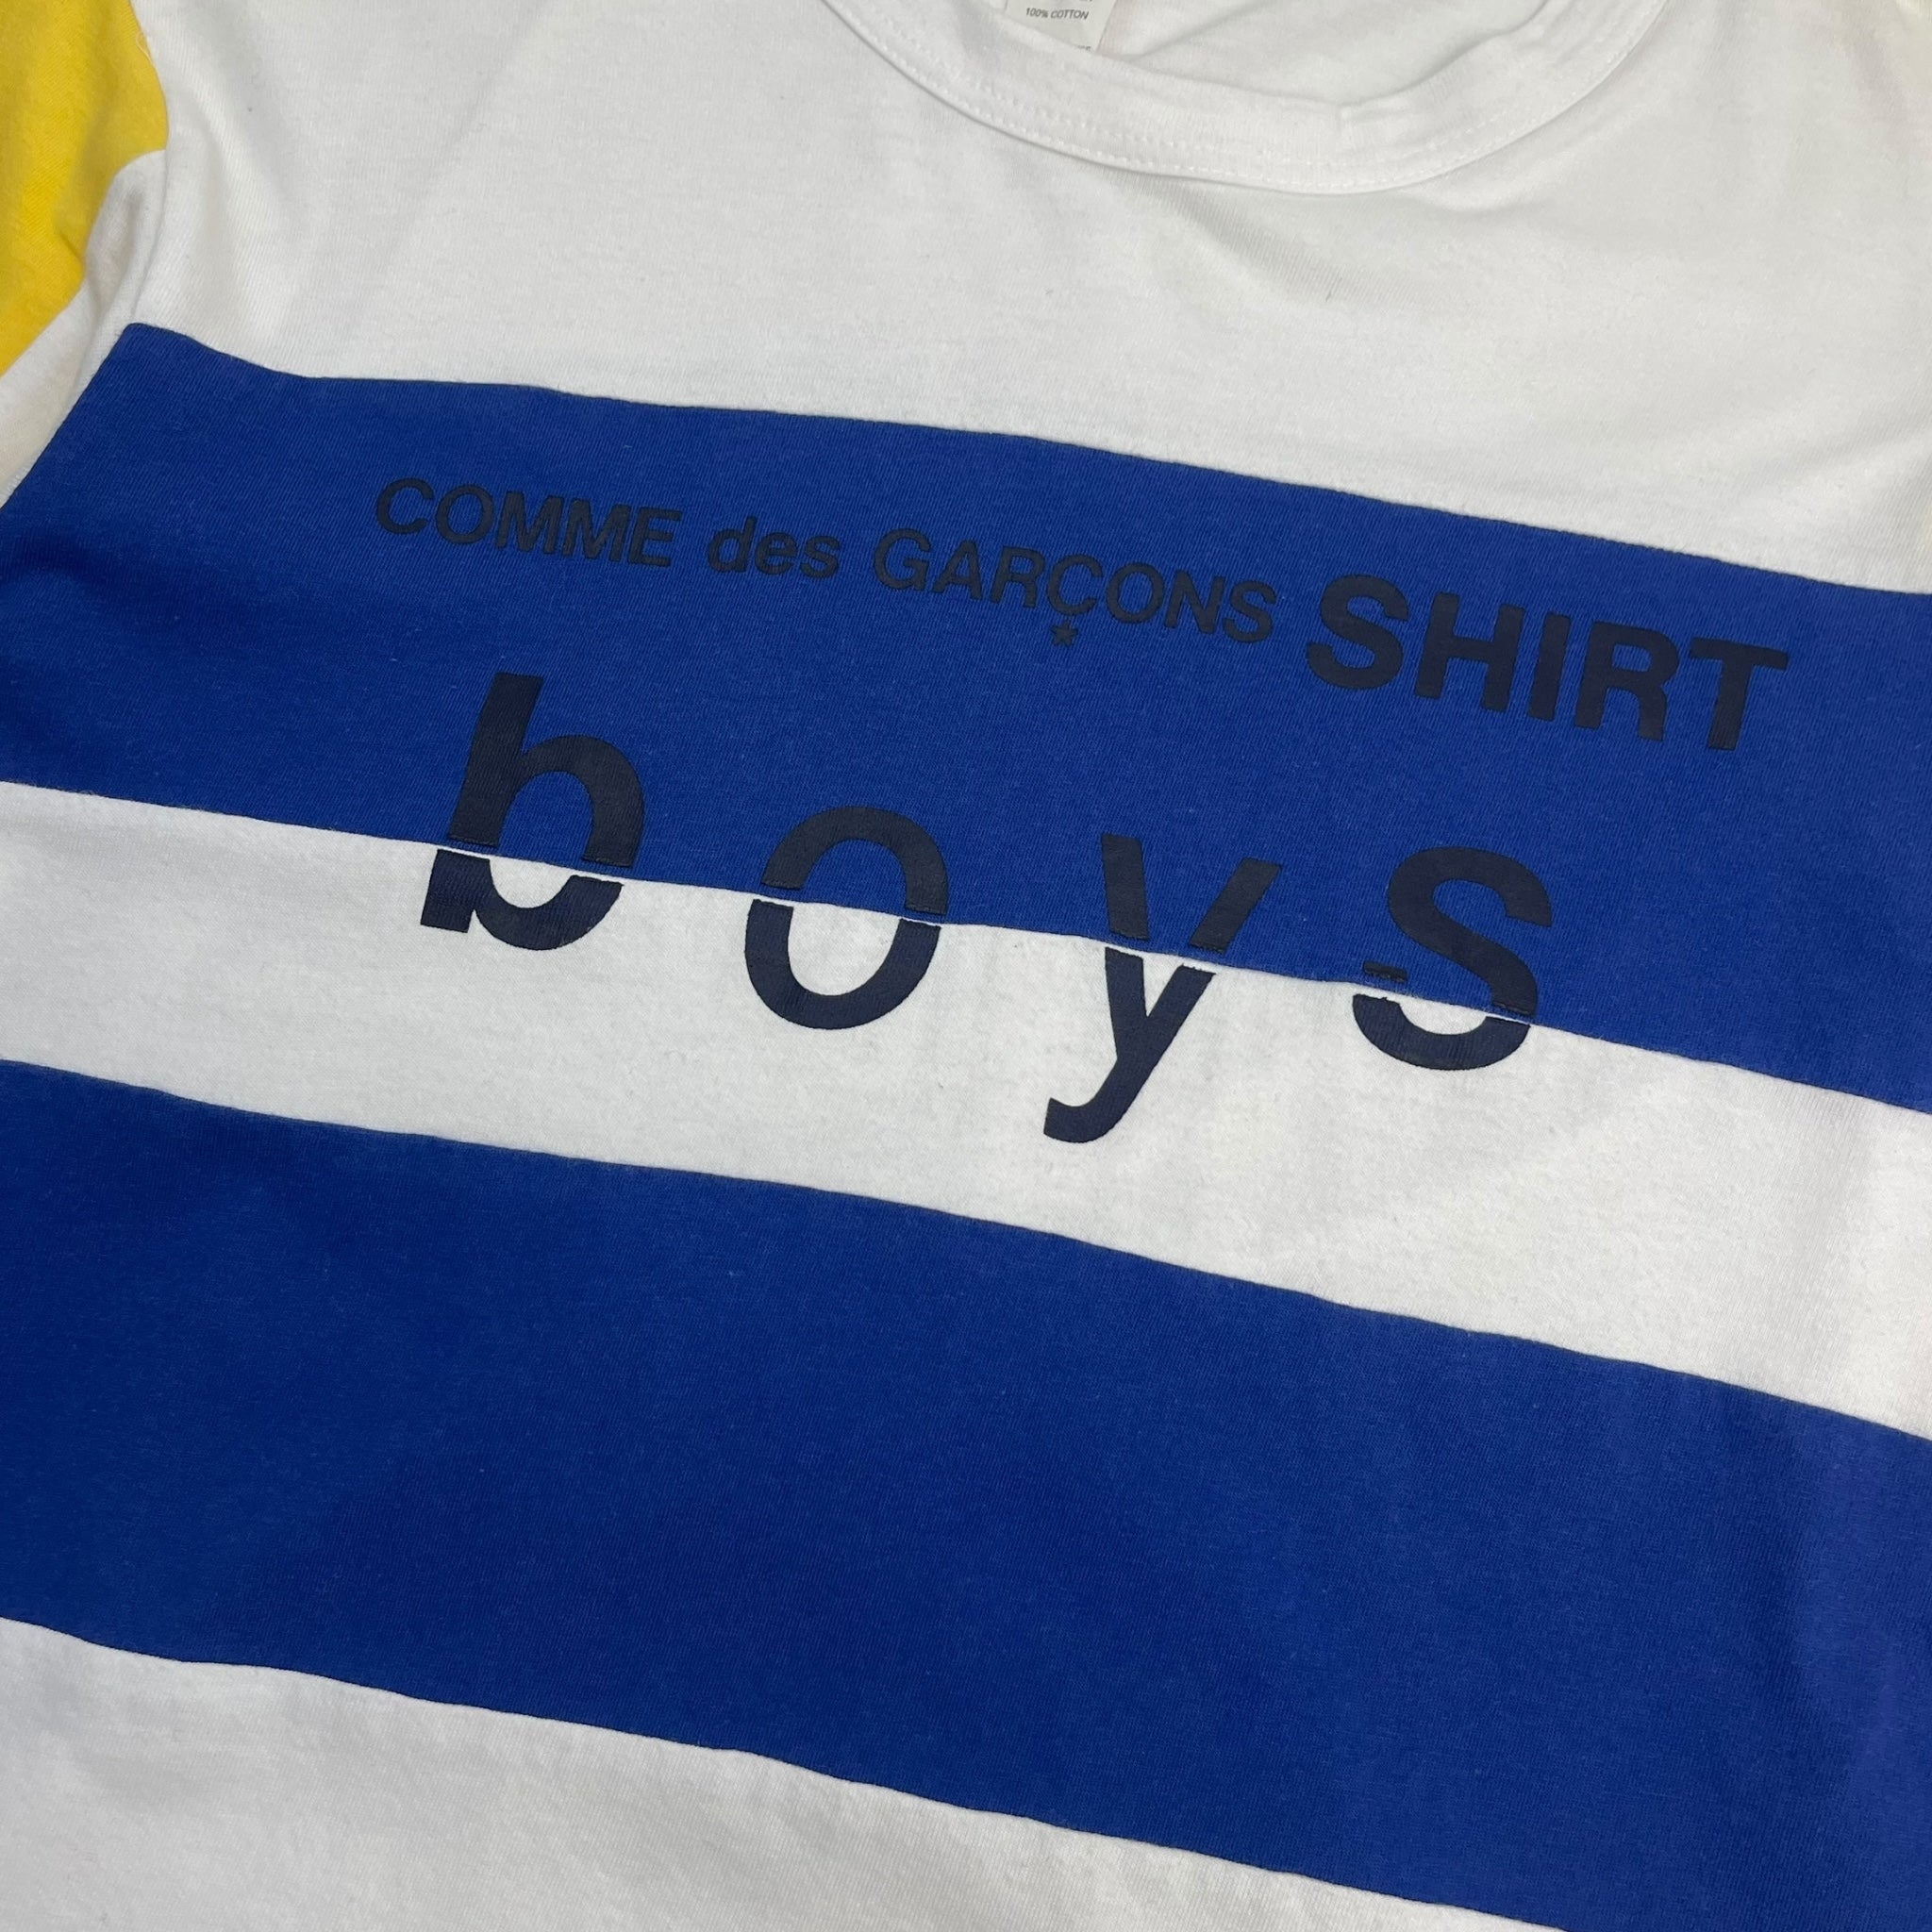 100% COTTON
COMME des GARÇONS SHIRT
boys